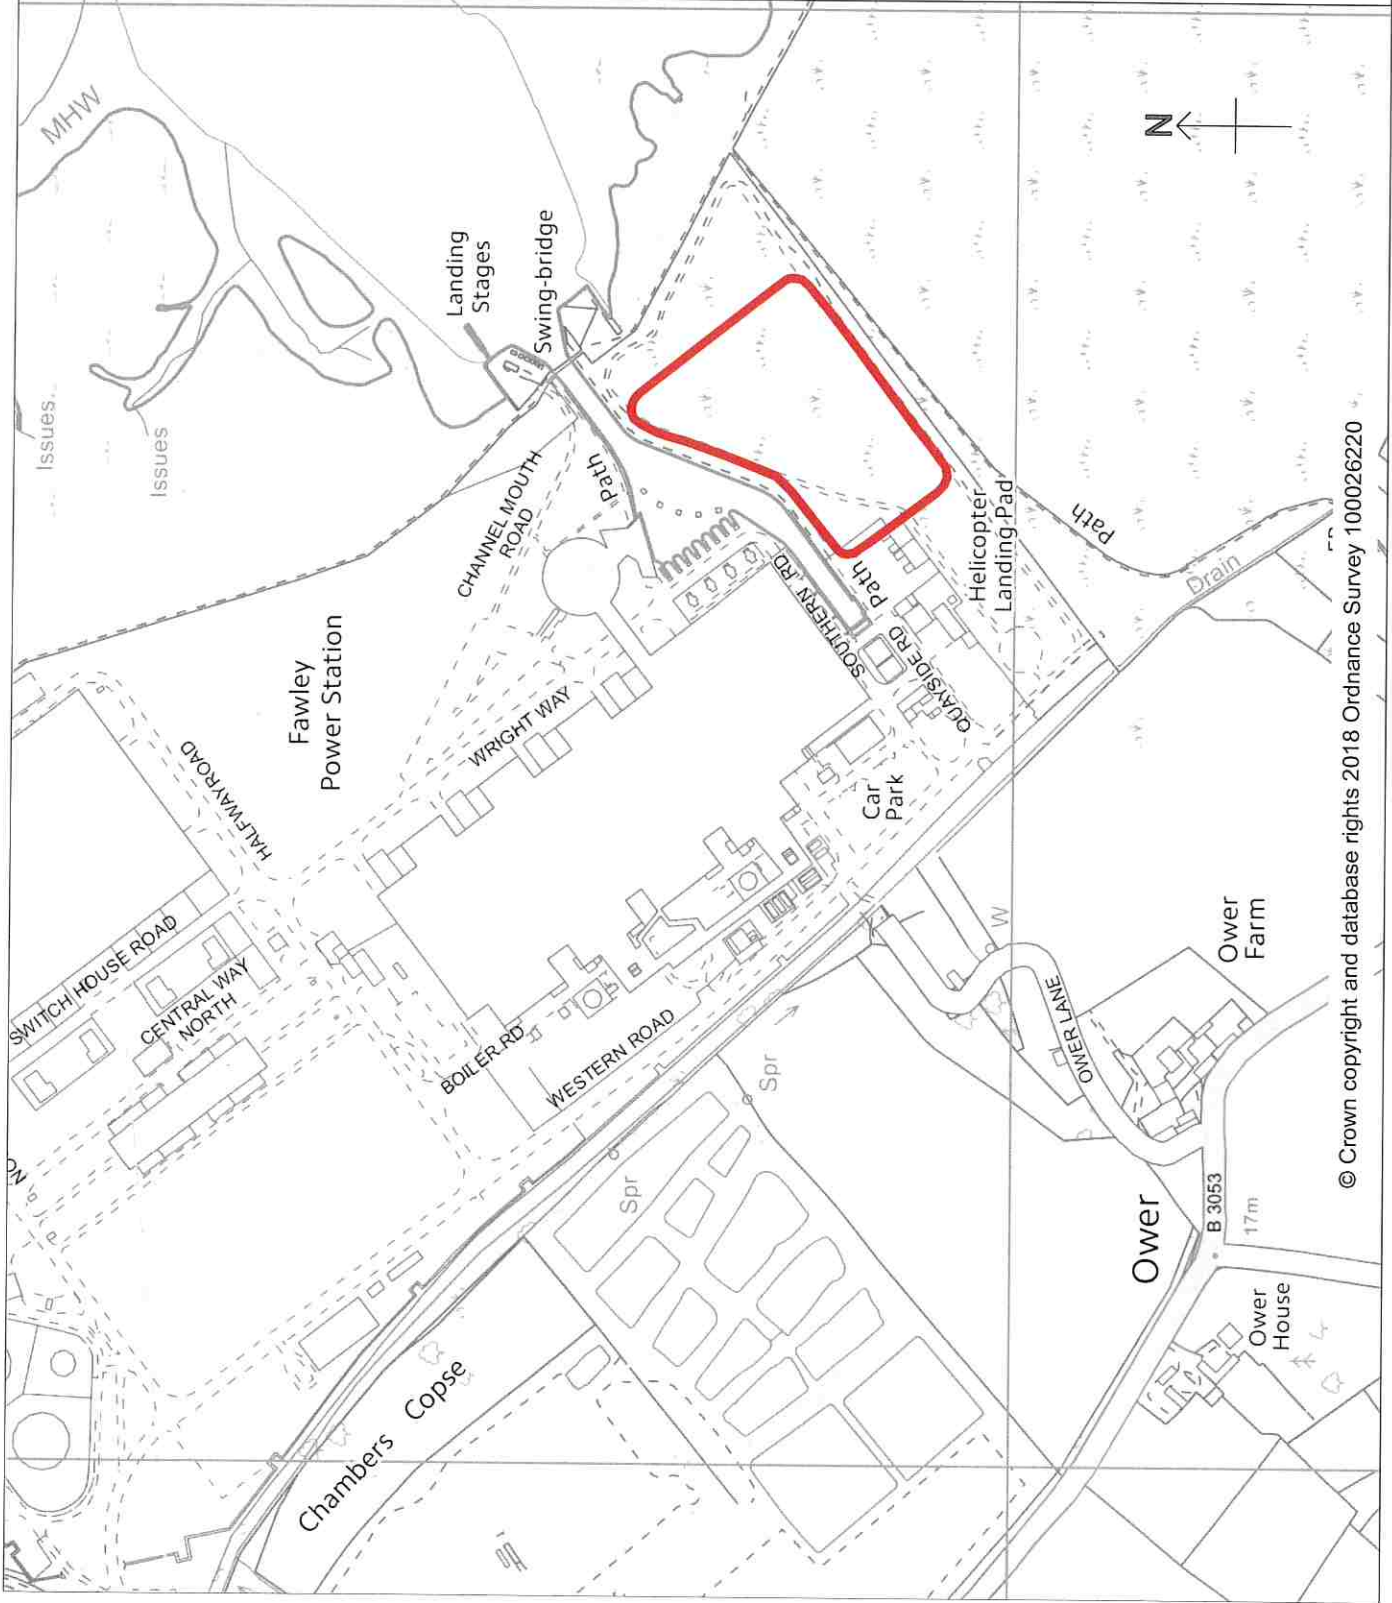 MHW
Issues
Issues
Landing
Stages
Swing-bridge
CHANNEL MOUTH
ROAD
Path
Fawley
Power Station
HALFWAY ROAD
WRIGHT WAY
SWITCH HOUSE ROAD
CENTRAL WAY
NORTH
BOILER RD
WESTERN ROAD
SOUTHERN RD
Path
QUAYSIDE RD
Helicopter
Landing Pad
Path
Drain
Car
Park
N
W
OWER LANE
Ower
Farm
Spr
Spr
Ower
B 3053
17m
Ower
House
Chambers Copse
© Crown copyright and database rights 2018 Ordnance Survey 100026220